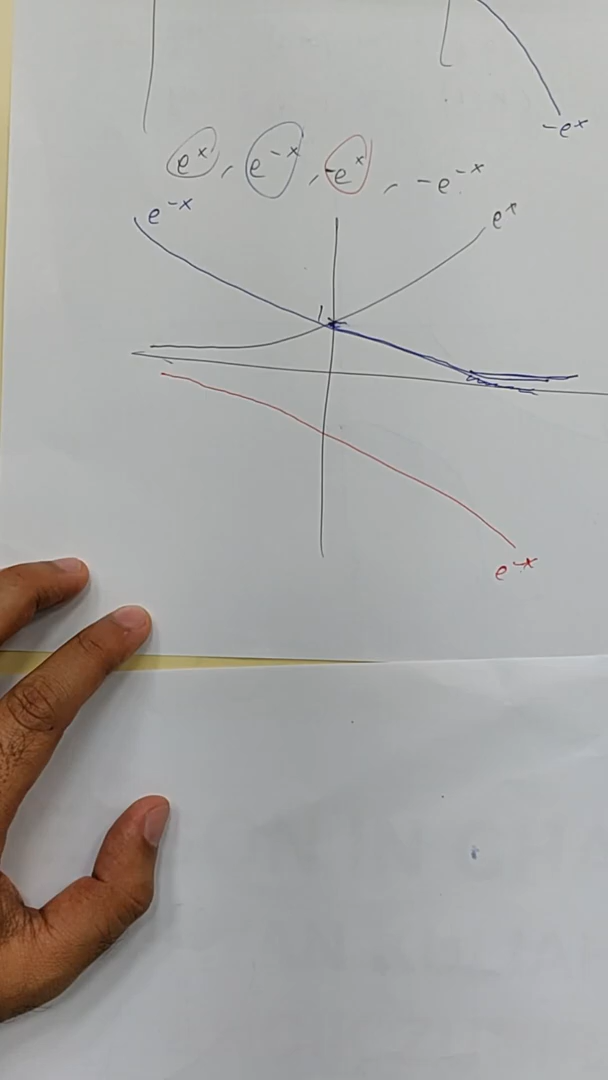 -e^x
e^x, e^-x, -e^x, -e^-x
e^-x
e^x
1
e^-x